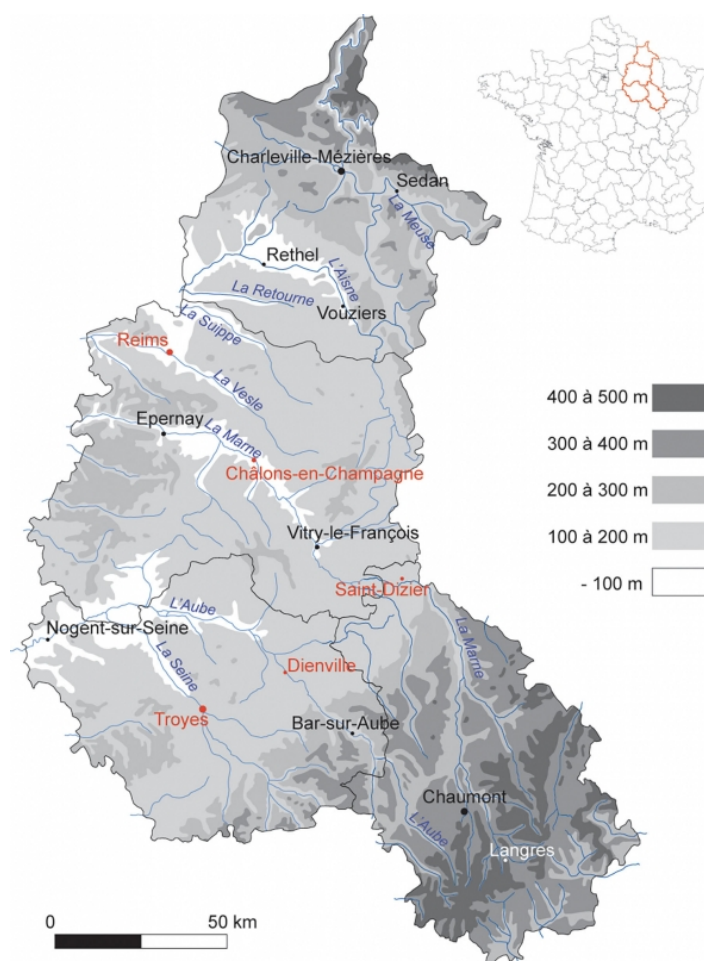 Charleville-Mézières
Sedan
La Meuse
Rethel
L'Aisne
La Retourne
Vouziers
La Suippe
Reims
La Vesle
Epernay
La Marne
Châlons-en-Champagne
Vitry-le-François
Saint-Dizier
L'Aube
Nogent-sur-Seine
La Seine
La Marne
Dienville
Troyes
Bar-sur-Aube
Chaumont
L'Aube
Langres
400 à 500 m
300 à 400 m
200 à 300 m
100 à 200 m
- 100 m
0 50 km